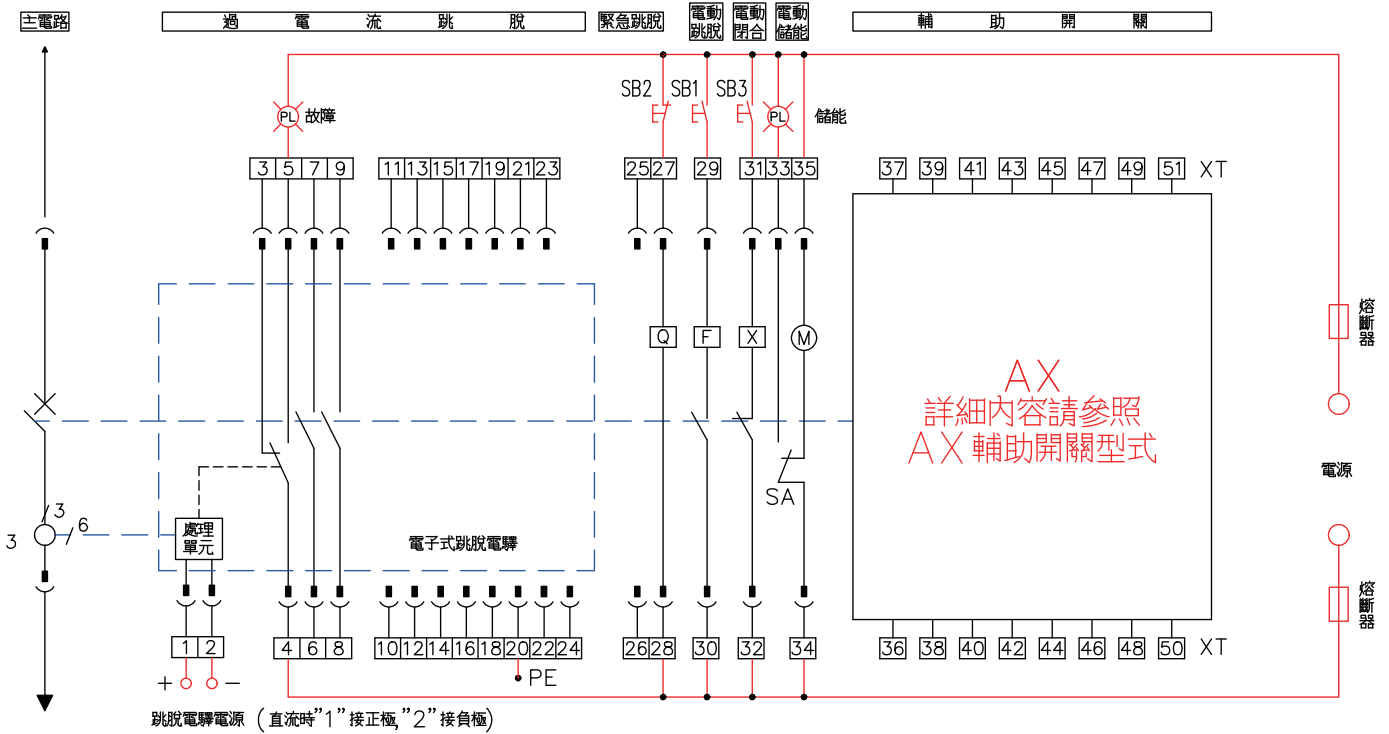 主電路
過電流跳脫
緊急跳脫
電動
跳脫
電動
閉合
電動
儲能
輔助開關
SB2
SB1
SB3
PL
故障
PL
儲能
3 5 7 9
11 13 15 17 19 21 23
25 27
29
31 33 35
37 39 41 43 45 47 49 51 XT
Q
F
X
M
熔斷器
AX
詳細內容請參照
AX輔助開關型式
電源
SA
3
3
6
處理
單元
電子式跳脫電驛
熔斷器
1 2
4 6 8
10 12 14 16 18 20 22 24
26 28
30
32
34
36 38 40 42 44 46 48 50 XT
+ −
PE
跳脫電驛電源 (直流時"1"接正極,"2"接負極)